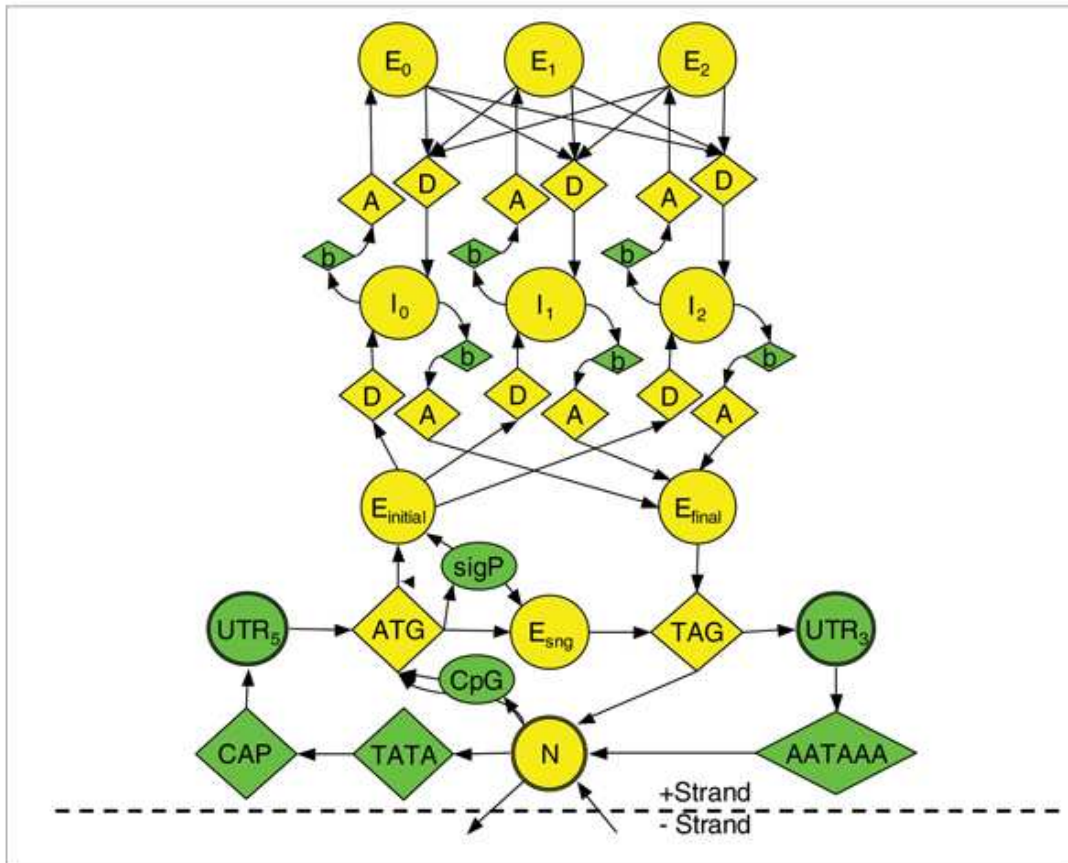 E0 E1 E2
A D A D A D
b b b
I0 I1 I2
b b b
D A D A D A
Einitial Efinal
sigP
UTR5 ATG Esng TAG UTR3
CpG
CAP TATA N AATAAA
+Strand
- Strand